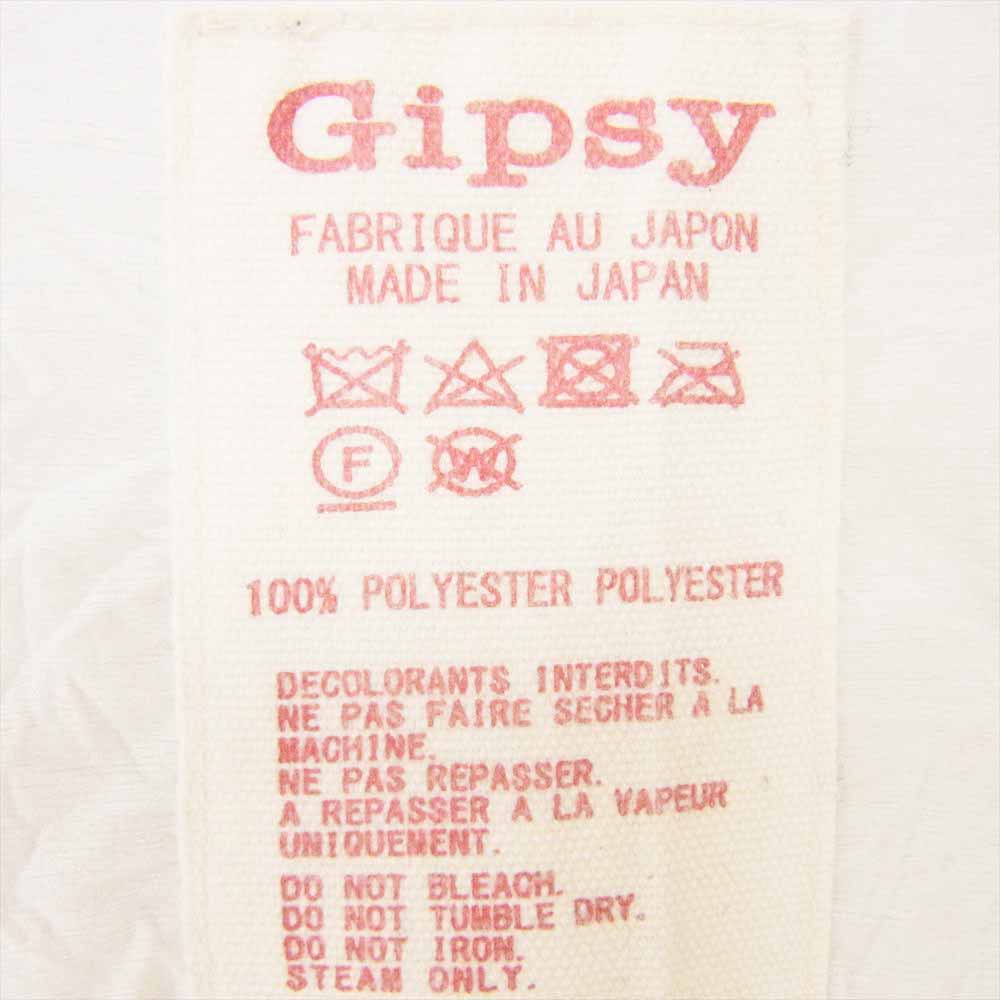 Gipsy
FABRIQUE AU JAPON
MADE IN JAPAN
F W
100% POLYESTER POLYESTER
DECOLORANTS INTERDITS.
NE PAS FAIRE SECHER A LA
MACHINE.
NE PAS REPASSER.
A REPASSER A LA VAPEUR
UNIQUEMENT.
DO NOT BLEACH.
DO NOT TUMBLE DRY.
DO NOT IRON.
STEAM ONLY.